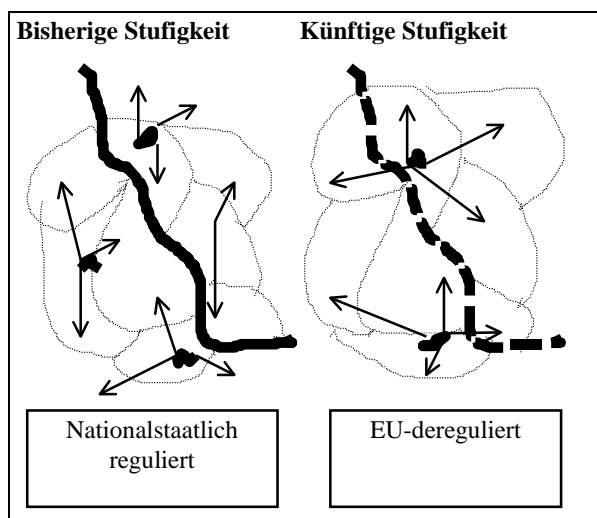 Bisherige Stufigkeit
Künftige Stufigkeit
Nationalstaatlich
reguliert
EU-dereguliert